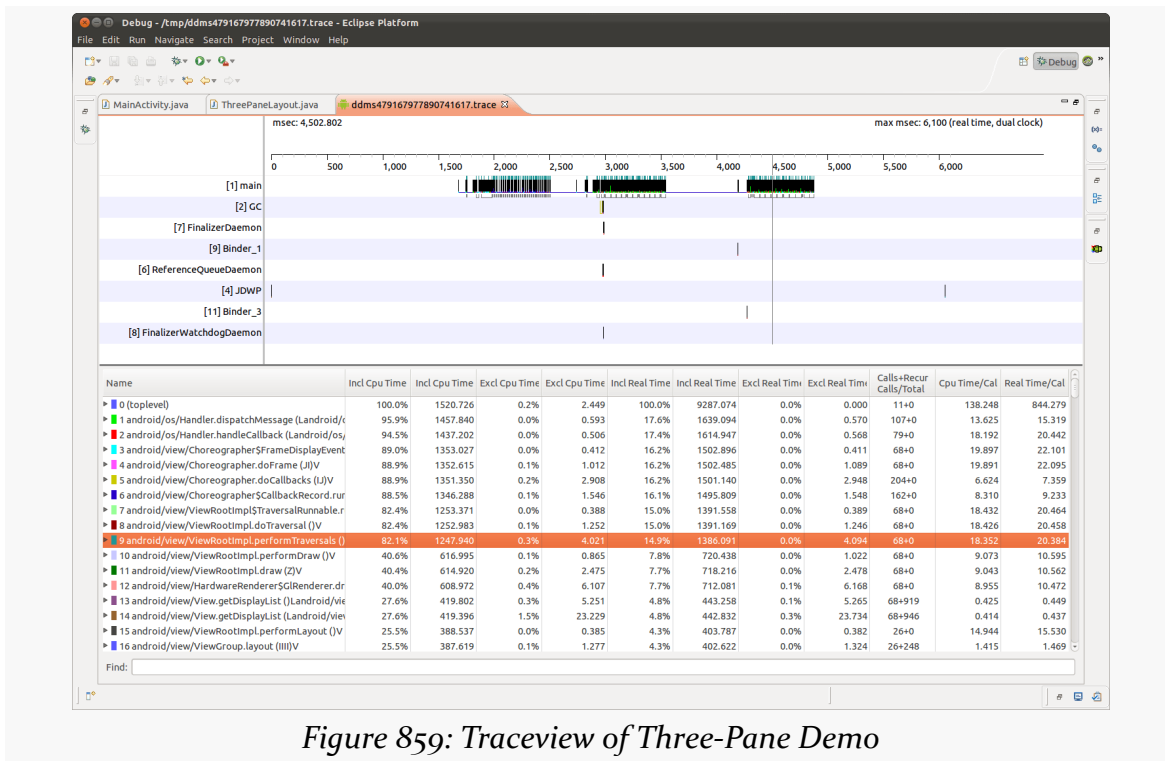 Debug - /tmp/ddms479167977890741617.trace - Eclipse Platform
File Edit Run Navigate Search Project Window Help
Debug »
MainActivity.java ThreePaneLayout.java ddms479167977890741617.trace
msec: 4,502.802 max msec: 6,100 (real time, dual clock)
0 500 1,000 1,500 2,000 2,500 3,000 3,500 4,000 4,500 5,000 5,500 6,000
[1] main
[2] GC
[7] FinalizerDaemon
[9] Binder_1
[6] ReferenceQueueDaemon
[4] JDWP
[11] Binder_3
[8] FinalizerWatchdogDaemon
Name Incl Cpu Time Incl Cpu Time Excl Cpu Time Excl Cpu Time Incl Real Time Incl Real Time Excl Real Time Excl Real Time Calls+Recur Calls/Total Cpu Time/Cal Real Time/Cal
0 (toplevel) 100.0% 1520.726 0.2% 2.449 100.0% 9287.074 0.0% 0.000 11+0 138.248 844.279
1 android/os/Handler.dispatchMessage (Landroid/c 95.9% 1457.840 0.0% 0.593 17.6% 1639.094 0.0% 0.570 107+0 13.625 15.319
2 android/os/Handler.handleCallback (Landroid/os/ 94.5% 1437.202 0.0% 0.506 17.4% 1614.947 0.0% 0.568 79+0 18.192 20.442
3 android/view/Choreographer$FrameDisplayEvent 89.0% 1353.027 0.0% 0.412 16.2% 1502.896 0.0% 0.411 68+0 19.897 22.101
4 android/view/Choreographer.doFrame (JI)V 88.9% 1352.615 0.1% 1.012 16.2% 1502.485 0.0% 1.089 68+0 19.891 22.095
5 android/view/Choreographer.doCallbacks (IJ)V 88.9% 1351.350 0.2% 2.908 16.2% 1501.140 0.0% 2.948 204+0 6.624 7.359
6 android/view/Choreographer$CallbackRecord.rur 88.5% 1346.288 0.1% 1.546 16.1% 1495.809 0.0% 1.548 162+0 8.310 9.233
7 android/view/ViewRootImpl$TraversalRunnable.r 82.4% 1253.371 0.0% 0.388 15.0% 1391.558 0.0% 0.389 68+0 18.432 20.464
8 android/view/ViewRootImpl.doTraversal ()V 82.4% 1252.983 0.1% 1.252 15.0% 1391.169 0.0% 1.246 68+0 18.426 20.458
9 android/view/ViewRootImpl.performTraversals () 82.1% 1247.940 0.3% 4.021 14.9% 1386.091 0.0% 4.094 68+0 18.352 20.384
10 android/view/ViewRootImpl.performDraw ()V 40.6% 616.995 0.1% 0.865 7.8% 720.438 0.0% 1.022 68+0 9.073 10.595
11 android/view/ViewRootImpl.draw (Z)V 40.4% 614.920 0.2% 2.475 7.7% 718.216 0.0% 2.478 68+0 9.043 10.562
12 android/view/HardwareRenderer$GlRenderer.dr 40.0% 608.972 0.4% 6.107 7.7% 712.081 0.1% 6.168 68+0 8.955 10.472
13 android/view/View.getDisplayList ()Landroid/vie 27.6% 419.802 0.3% 5.251 4.8% 443.258 0.1% 5.265 68+919 0.425 0.449
14 android/view/View.getDisplayList (Landroid/view 27.6% 419.396 1.5% 23.229 4.8% 442.832 0.3% 23.734 68+946 0.414 0.437
15 android/view/ViewRootImpl.performLayout ()V 25.5% 388.537 0.0% 0.385 4.3% 403.787 0.0% 0.382 26+0 14.944 15.530
16 android/view/ViewGroup.layout (IIII)V 25.5% 387.619 0.1% 1.277 4.3% 402.622 0.0% 1.324 26+248 1.415 1.469
Find:
Figure 859: Traceview of Three-Pane Demo